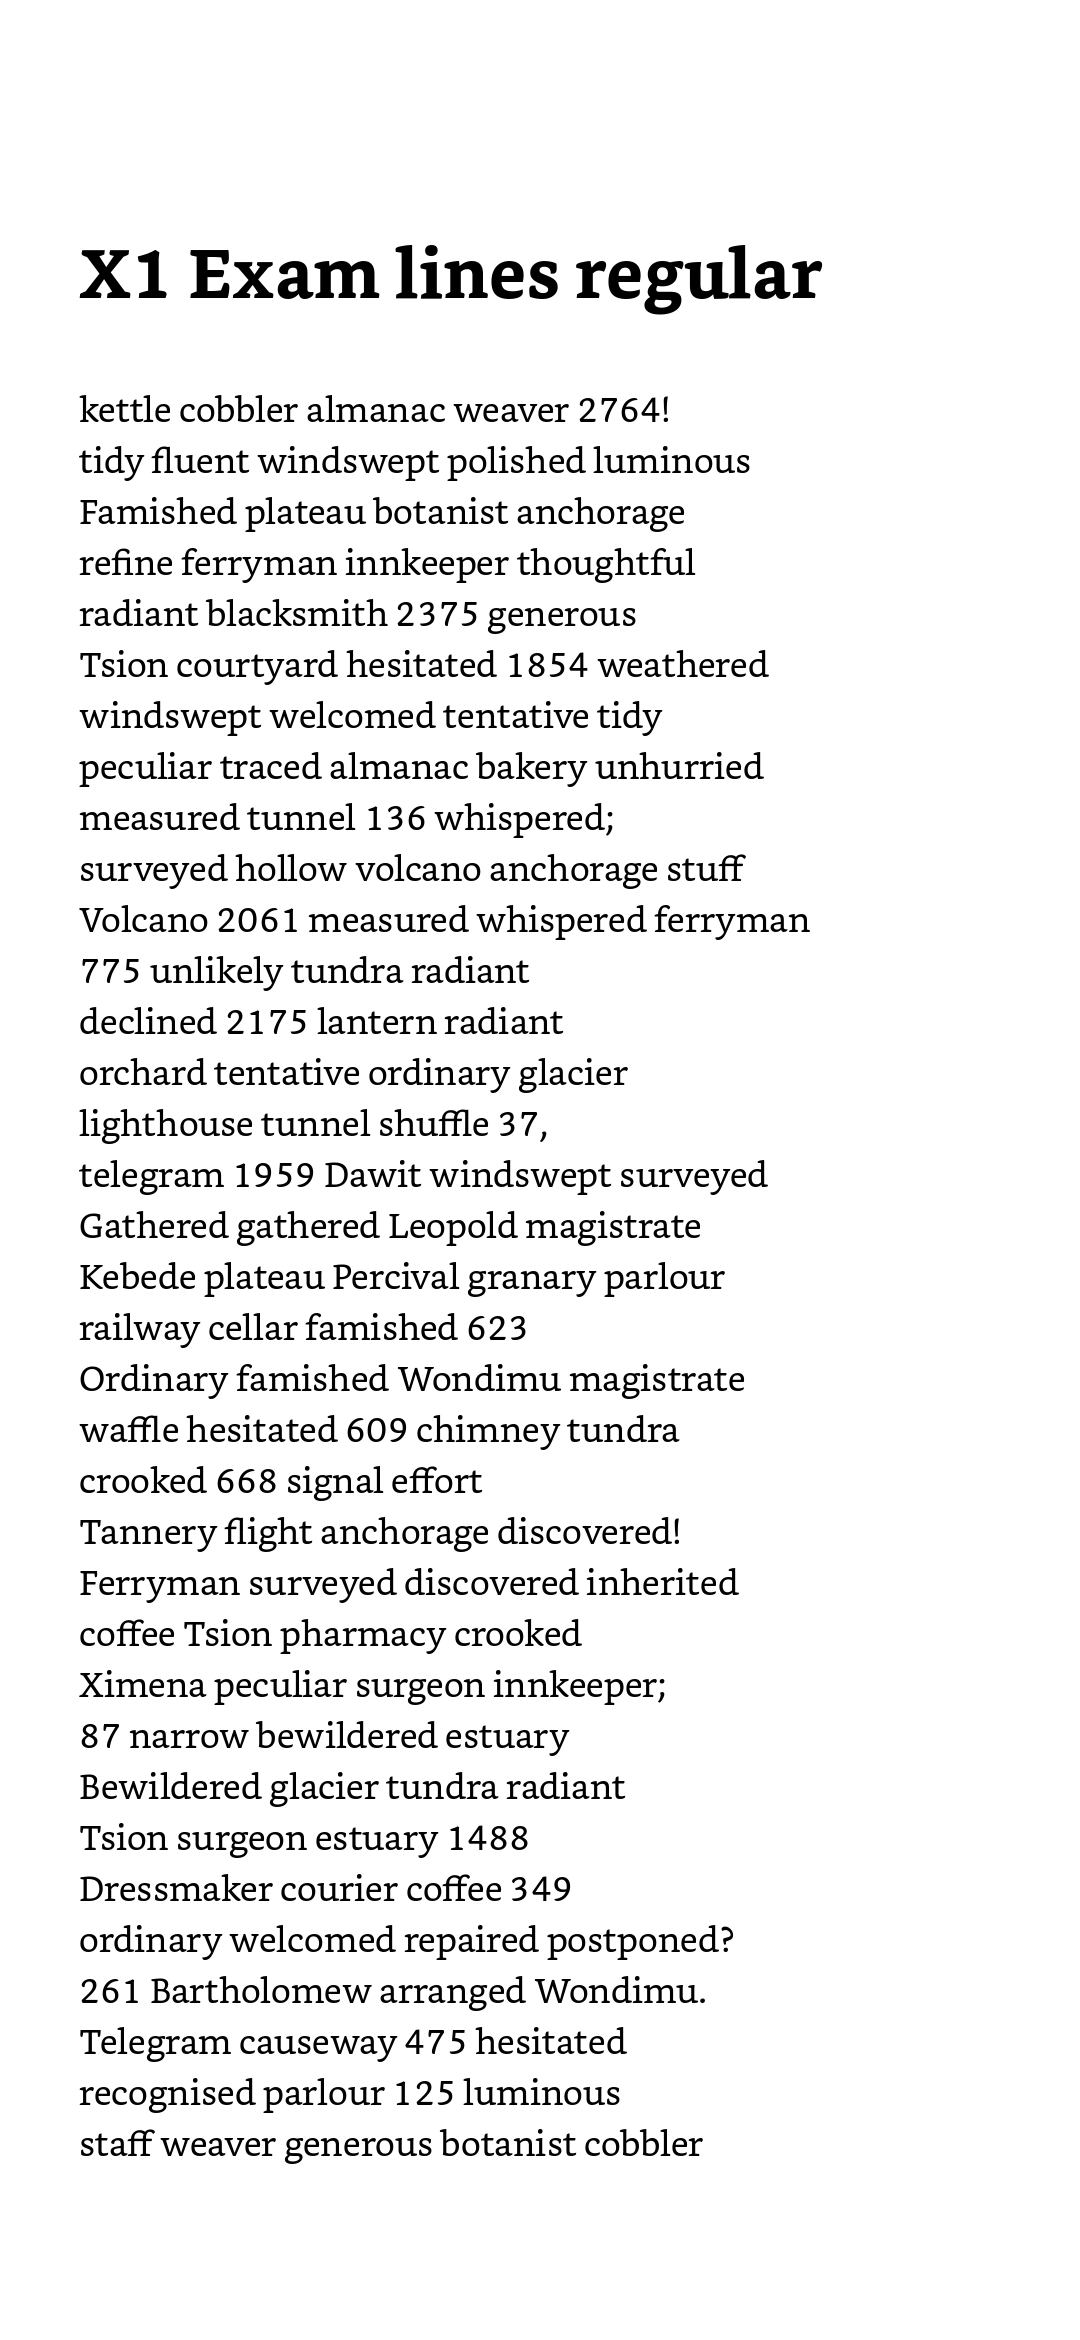 X1 Exam lines regular
kettle cobbler almanac weaver 2764!
tidy fluent windswept polished luminous
Famished plateau botanist anchorage
refine ferryman innkeeper thoughtful
radiant blacksmith 2375 generous
Tsion courtyard hesitated 1854 weathered
windswept welcomed tentative tidy
peculiar traced almanac bakery unhurried
measured tunnel 136 whispered;
surveyed hollow volcano anchorage stuff
Volcano 2061 measured whispered ferryman
775 unlikely tundra radiant
declined 2175 lantern radiant
orchard tentative ordinary glacier
lighthouse tunnel shuffle 37,
telegram 1959 Dawit windswept surveyed
Gathered gathered Leopold magistrate
Kebede plateau Percival granary parlour
railway cellar famished 623
Ordinary famished Wondimu magistrate
waffle hesitated 609 chimney tundra
crooked 668 signal effort
Tannery flight anchorage discovered!
Ferryman surveyed discovered inherited
coffee Tsion pharmacy crooked
Ximena peculiar surgeon innkeeper;
87 narrow bewildered estuary
Bewildered glacier tundra radiant
Tsion surgeon estuary 1488
Dressmaker courier coffee 349
ordinary welcomed repaired postponed?
261 Bartholomew arranged Wondimu.
Telegram causeway 475 hesitated
recognised parlour 125 luminous
staff weaver generous botanist cobbler